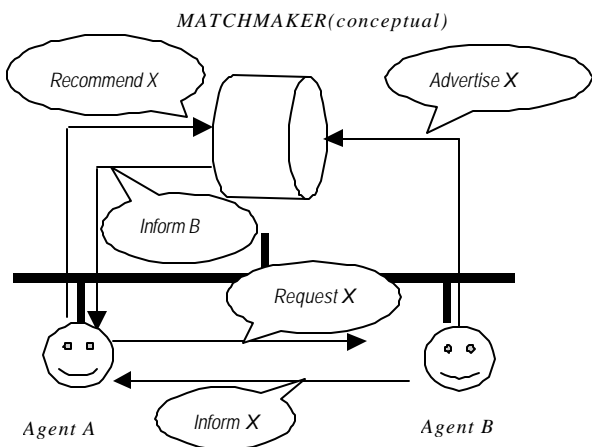 MATCHMAKER(conceptual)
Recommend X
Advertise X
Inform B
Request X
Inform X
Agent A
Agent B